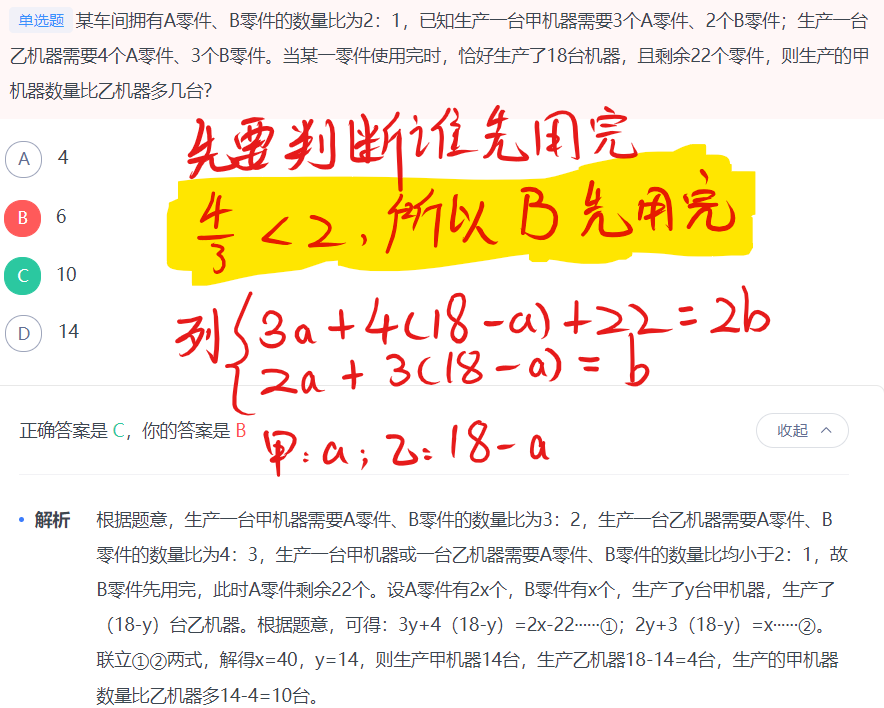 单选题 某车间拥有A零件、B零件的数量比为2：1，已知生产一台甲机器需要3个A零件、2个B零件；生产一台
乙机器需要4个A零件、3个B零件。当某一零件使用完时，恰好生产了18台机器，且剩余22个零件，则生产的甲
机器数量比乙机器多几台？
先要判断谁先用完
A 4
4/3 < 2，所以B先用完
B 6
C 10
列{3a+4(18-a)+22=2b
D 14
2a+3(18-a)=b
正确答案是 C，你的答案是 B
甲：a；乙：18-a
收起
• 解析 根据题意，生产一台甲机器需要A零件、B零件的数量比为3：2，生产一台乙机器需要A零件、B
零件的数量比为4：3，生产一台甲机器或一台乙机器需要A零件、B零件的数量比均小于2：1，故
B零件先用完，此时A零件剩余22个。设A零件有2x个，B零件有x个，生产了y台甲机器，生产了
（18-y）台乙机器。根据题意，可得：3y+4（18-y）=2x-22······①；2y+3（18-y）=x······②。
联立①②两式，解得x=40，y=14，则生产甲机器14台，生产乙机器18-14=4台，生产的甲机器
数量比乙机器多14-4=10台。